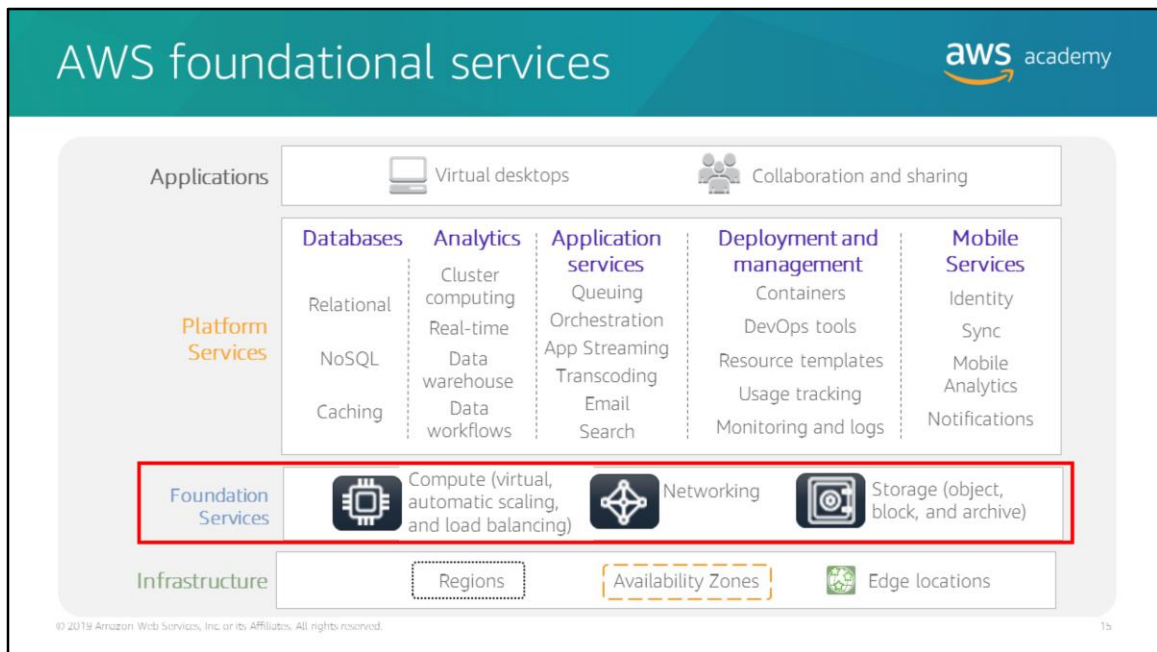 AWS foundational services
aws academy
Applications
Virtual desktops
Collaboration and sharing
Platform
Services
Databases
Relational
NoSQL
Caching
Analytics
Cluster
computing
Real-time
Data
warehouse
Data
workflows
Application
services
Queuing
Orchestration
App Streaming
Transcoding
Email
Search
Deployment and
management
Containers
DevOps tools
Resource templates
Usage tracking
Monitoring and logs
Mobile
Services
Identity
Sync
Mobile
Analytics
Notifications
Foundation
Services
Compute (virtual,
automatic scaling,
and load balancing)
Networking
Storage (object,
block, and archive)
Infrastructure
Regions
Availability Zones
Edge locations
© 2019 Amazon Web Services, Inc. or its Affiliates. All rights reserved.
15